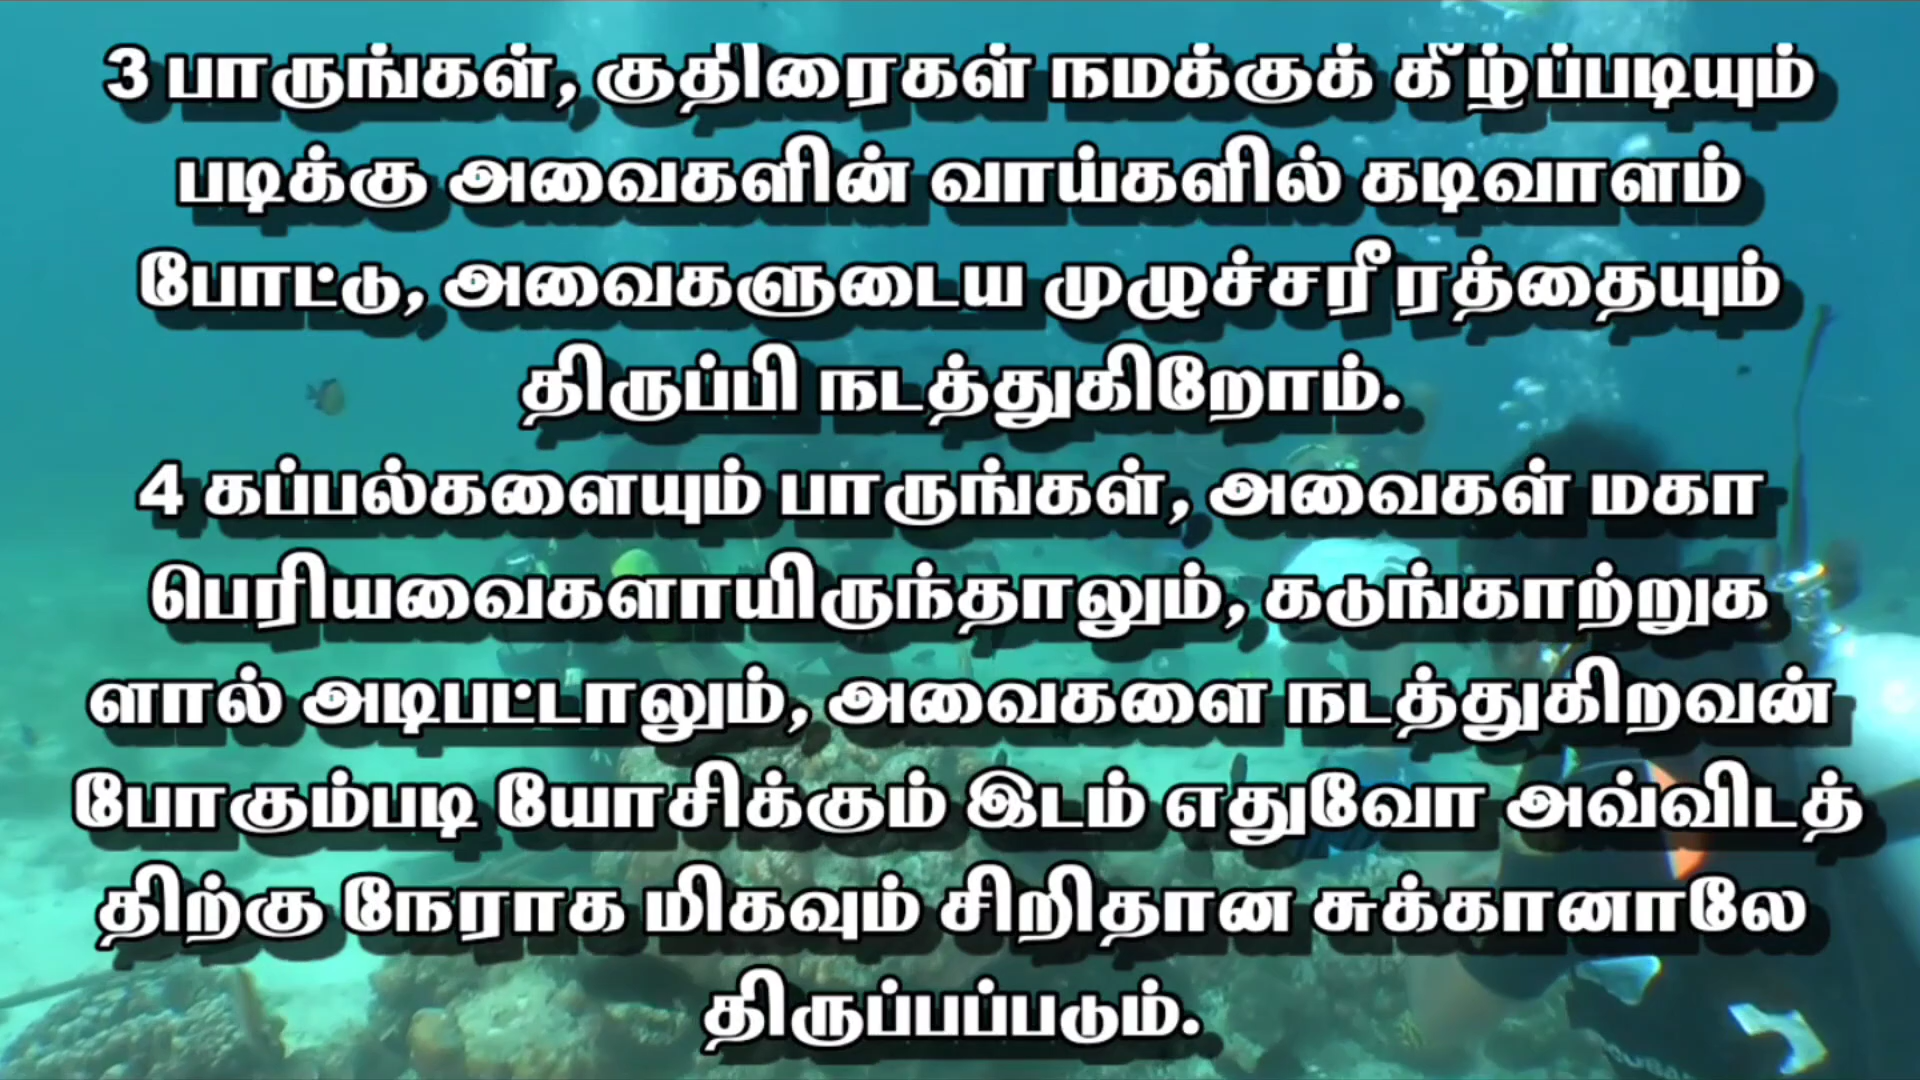 3 பாருங்கள், குதிரைகள் நமக்குக் கீழ்ப்படியும்
படிக்கு அவைகளின் வாய்களில் கடிவாளம்
போட்டு, அவைகளுடைய முழுச்சரீரத்தையும்
திருப்பி நடத்துகிறோம்.
4 கப்பல்களையும் பாருங்கள், அவைகள் மகா
பெரியவைகளாயிருந்தாலும், கடுங்காற்றுக
ளால் அடிபட்டாலும், அவைகளை நடத்துகிறவன்
போகும்படி யோசிக்கும் இடம் எதுவோ அவ்விடத்
திற்கு நேராக மிகவும் சிறிதான சுக்கானாலே
திருப்பப்படும்.